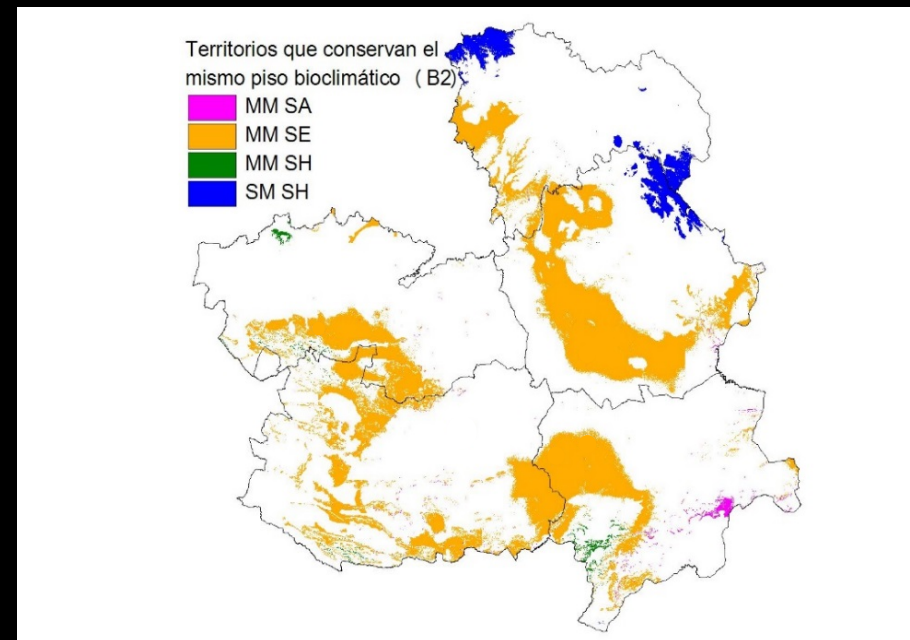 Territorios que conservan el
mismo piso bioclimático ( B2)
MM SA
MM SE
MM SH
SM SH